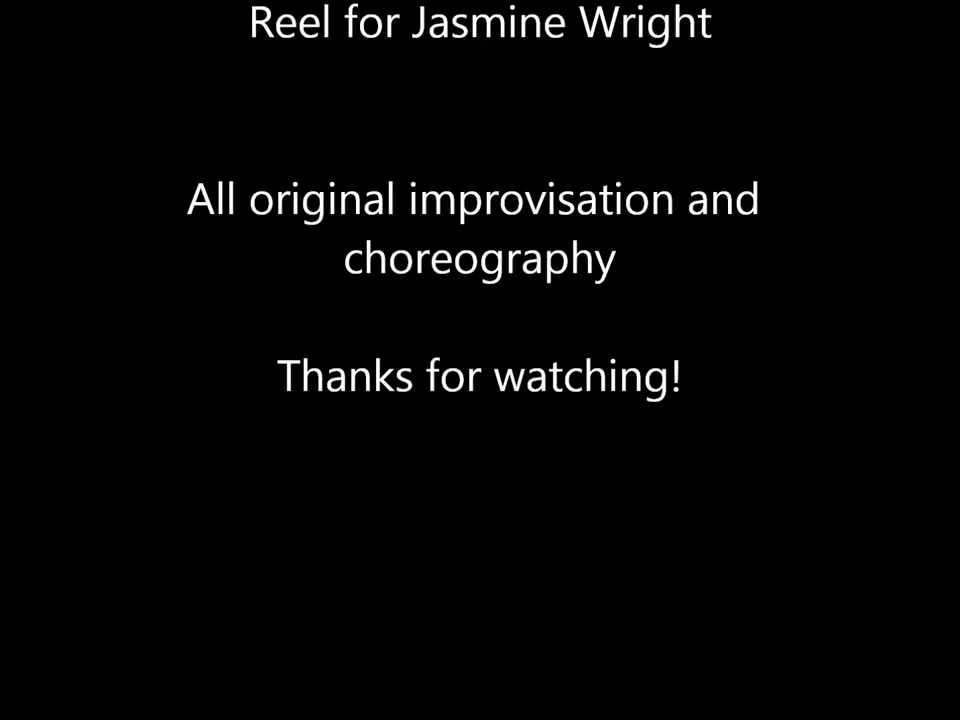 Reel for Jasmine Wright
All original improvisation and
choreography
Thanks for watching!